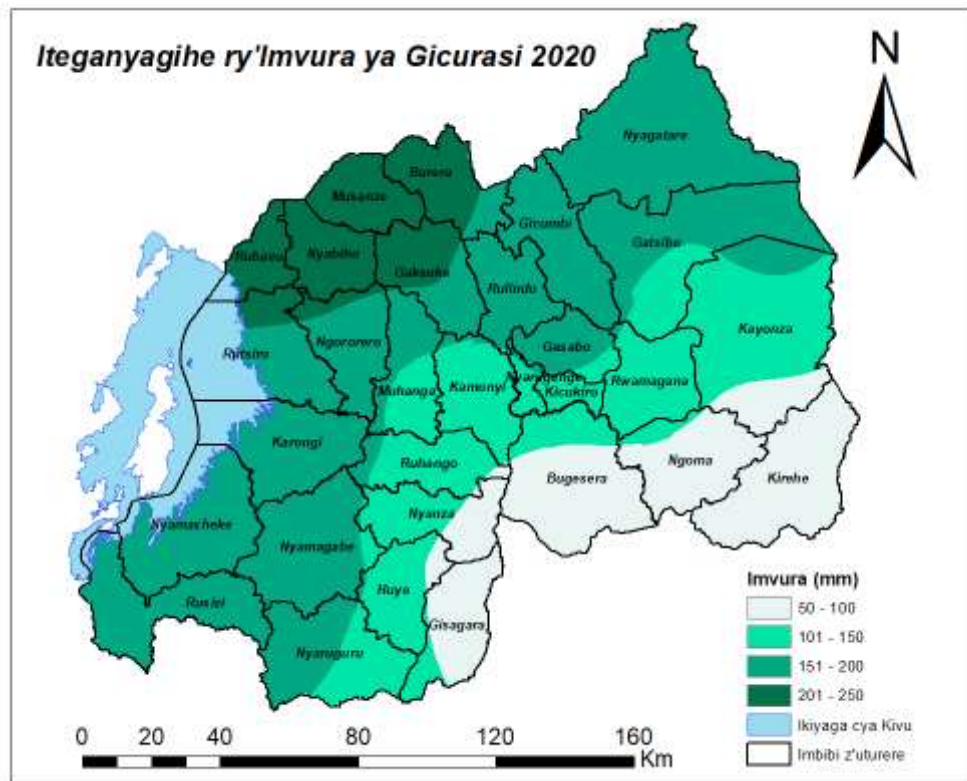 Iteganyagihe ry'Imvura ya Gicurasi 2020
N
Nyagatare
Burera
Musanze
Gicumbi
Gatsibo
Rubavu
Nyabihu
Gakenke
Rulindo
Kayonza
Rutsiro
Ngororero
Gasabo
Nyarugenge
Kicukiro
Rwamagana
Muhanga
Kamonyi
Karongi
Ruhango
Bugesera
Ngoma
Kirehe
Nyanza
Nyamasheke
Nyamagabe
Huye
Rusizi
Gisagara
Nyaruguru
Imvura (mm)
50 - 100
101 - 150
151 - 200
201 - 250
Ikiyaga cya Kivu
Imbibi z'uturere
0 20 40 80 120 160
Km